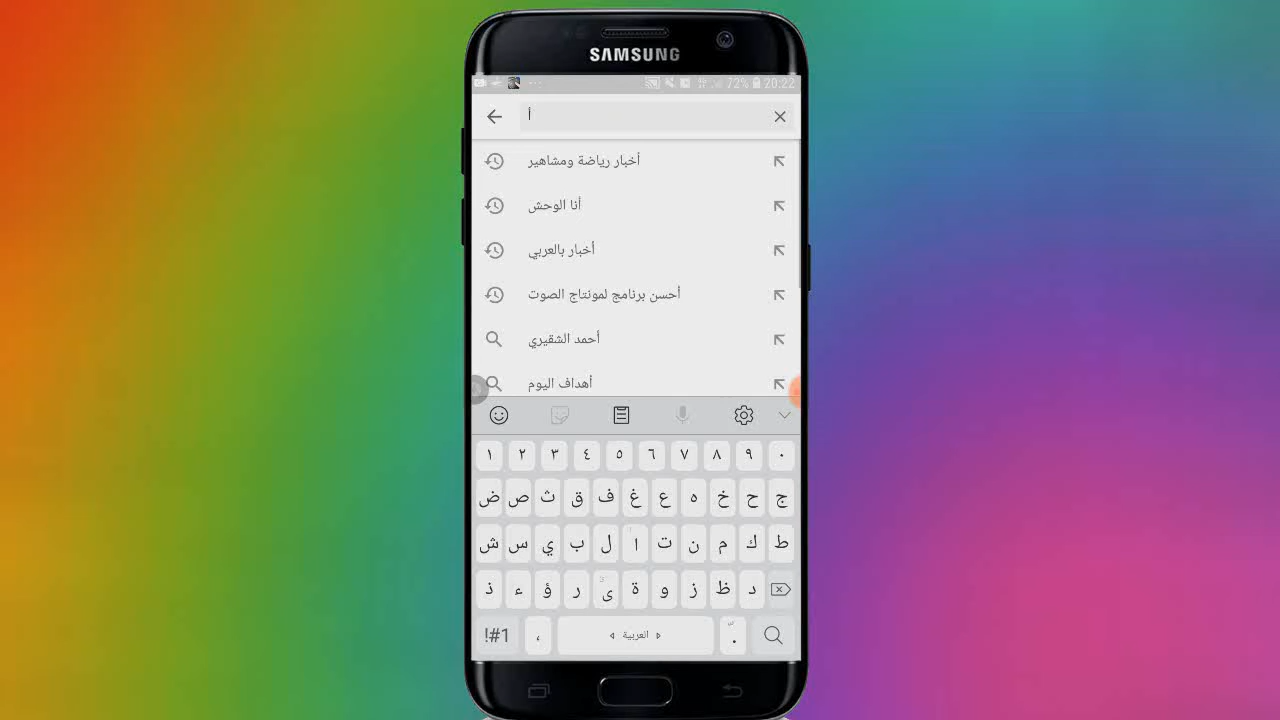 SAMSUNG
72% 20:22
أ
أخبار رياضة ومشاهير
أنا الوحش
أخبار بالعربي
أحسن برنامج لمونتاج الصوت
أحمد الشقيري
أهداف اليوم
١ ٢ ٣ ٤ ٥ ٦ ٧ ٨ ٩ ٠
ض ص ث ق ف غ ع ه خ ح ج
ش س ي ب ل ا ت ن م ك ط
ذ ء ؤ ر ى ة و ز ظ د
!#1 ، العربية .